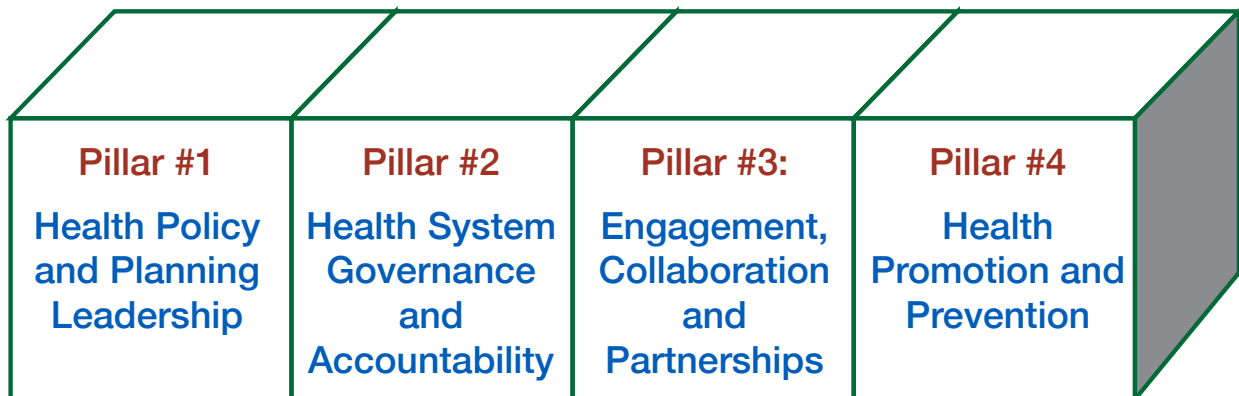 Pillar #1
Health Policy
and Planning
Leadership
Pillar #2
Health System
Governance
and
Accountability
Pillar #3:
Engagement,
Collaboration
and
Partnerships
Pillar #4
Health
Promotion and
Prevention